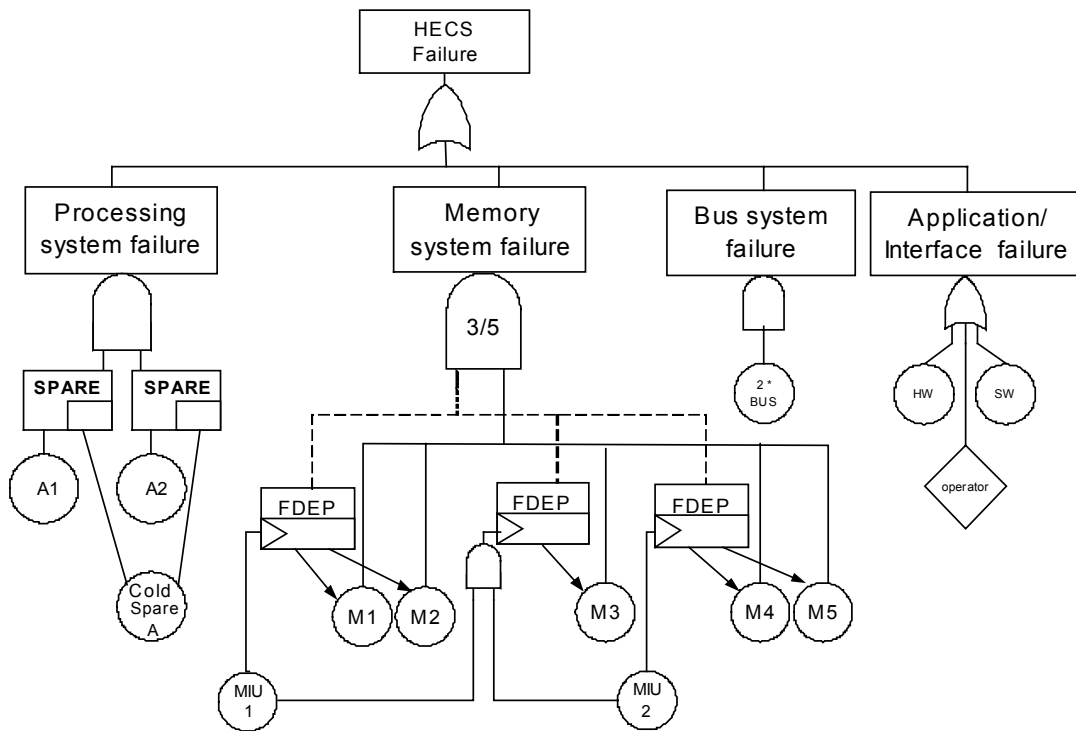 HECS
Failure
Processing
system failure
Memory
system failure
Bus system
failure
Application/
Interface failure
3/5
SPARE
SPARE
2 *
BUS
HW
SW
A1
A2
operator
FDEP
FDEP
FDEP
Cold
Spare
A
M1
M2
M3
M4
M5
MIU
1
MIU
2